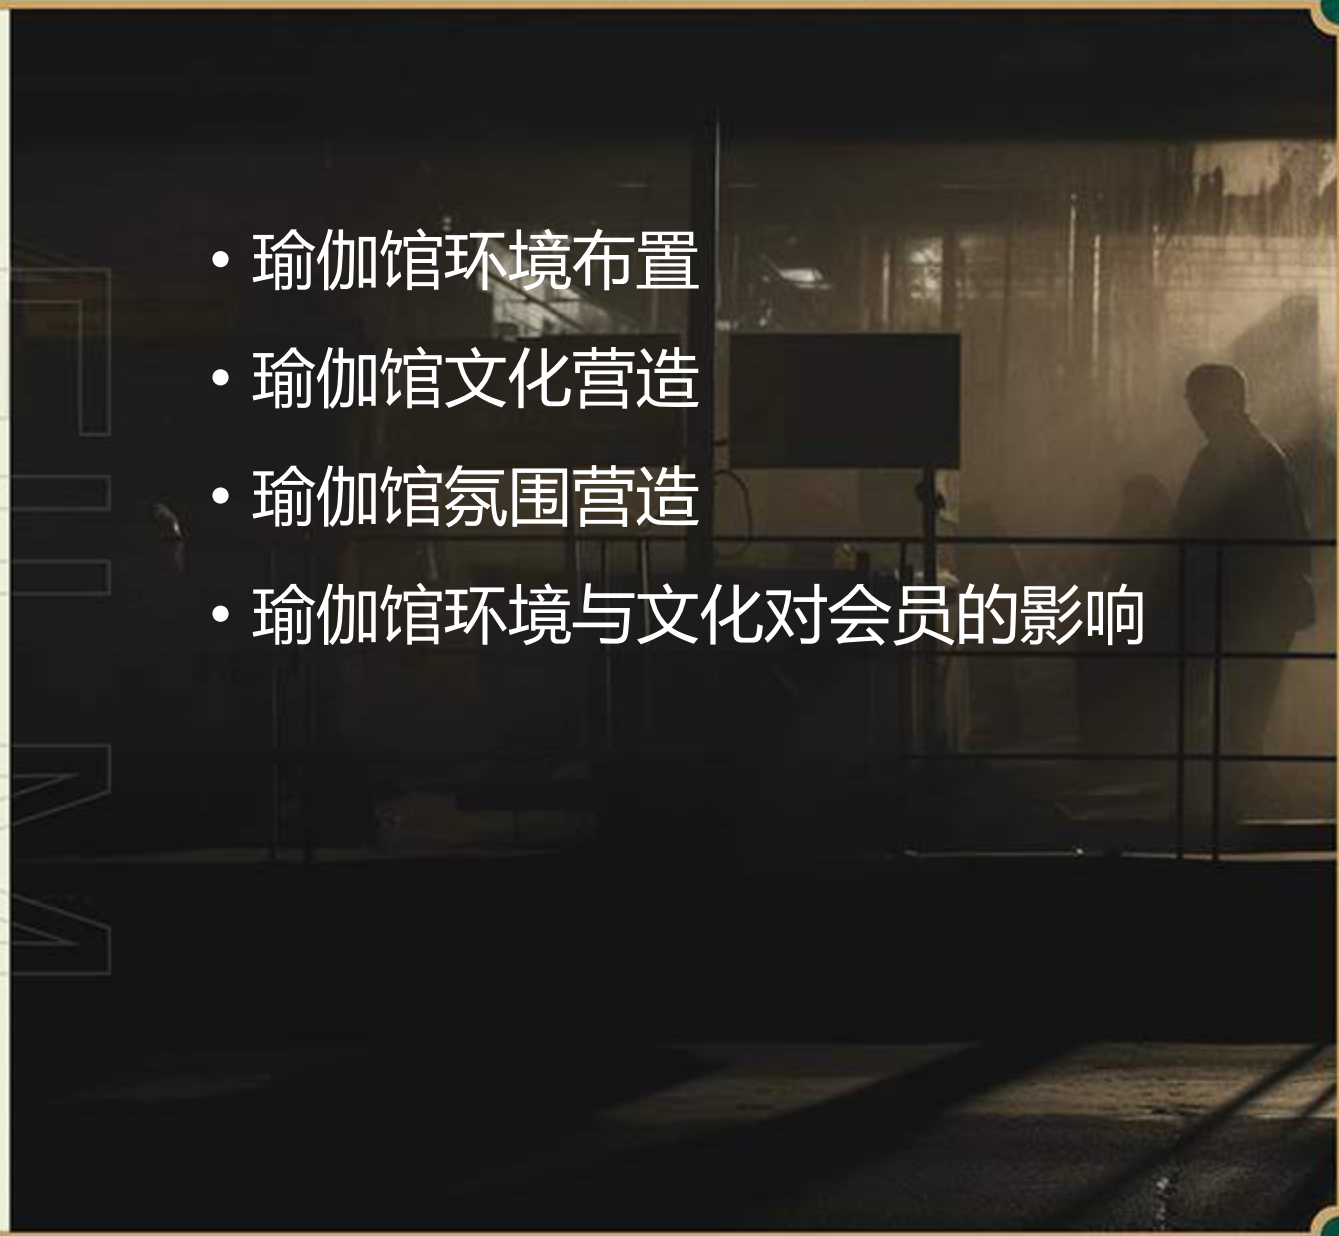 • 瑜伽馆环境布置
• 瑜伽馆文化营造
• 瑜伽馆氛围营造
• 瑜伽馆环境与文化对会员的影响